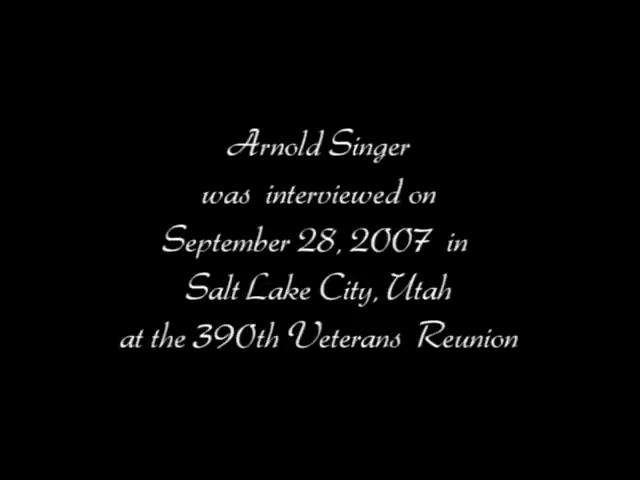 Arnold Singer
was interviewed on
September 28, 2007 in
Salt Lake City, Utah
at the 390th Veterans Reunion